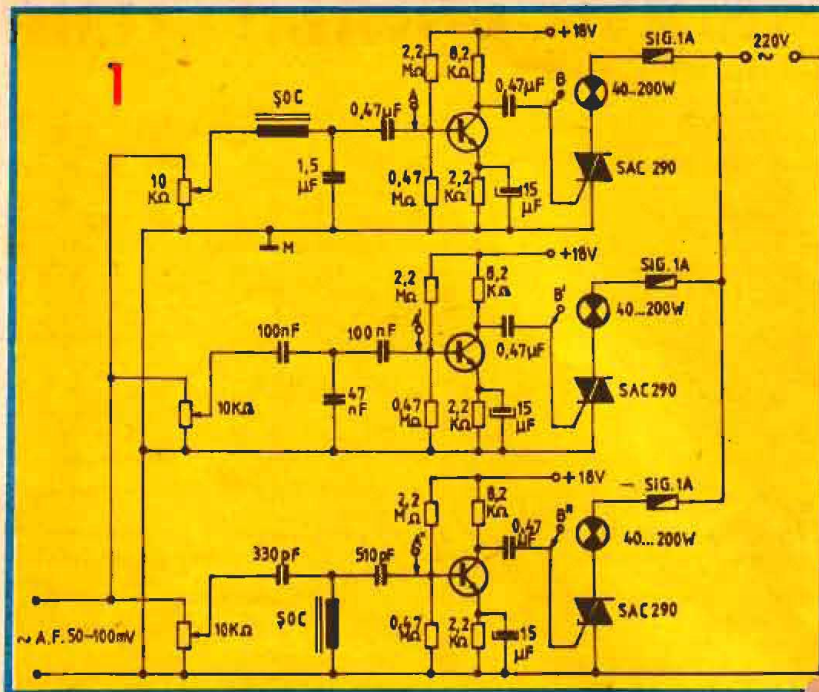 1
ŞOC
10
KΩ
1,5
µF
0,47µF
A
2,2
MΩ
8,2
KΩ
0,47
MΩ
2,2
KΩ
15
µF
0,47µF
B
+18V
SIG.1A
220V
~
40...200W
SAC 290
M
10KΩ
100nF
47
nF
100nF
A'
2,2
MΩ
8,2
KΩ
0,47
MΩ
2,2
KΩ
15
µF
0,47µF
B'
+18V
SIG.1A
40...200W
SAC 290
~ A.F. 50-100mV
10KΩ
330pF
ŞOC
510pF
2,2
MΩ
8,2
KΩ
0,47
MΩ
2,2
KΩ
15
µF
0,47
µF
B"
+18V
SIG.1A
40...200W
SAC 290